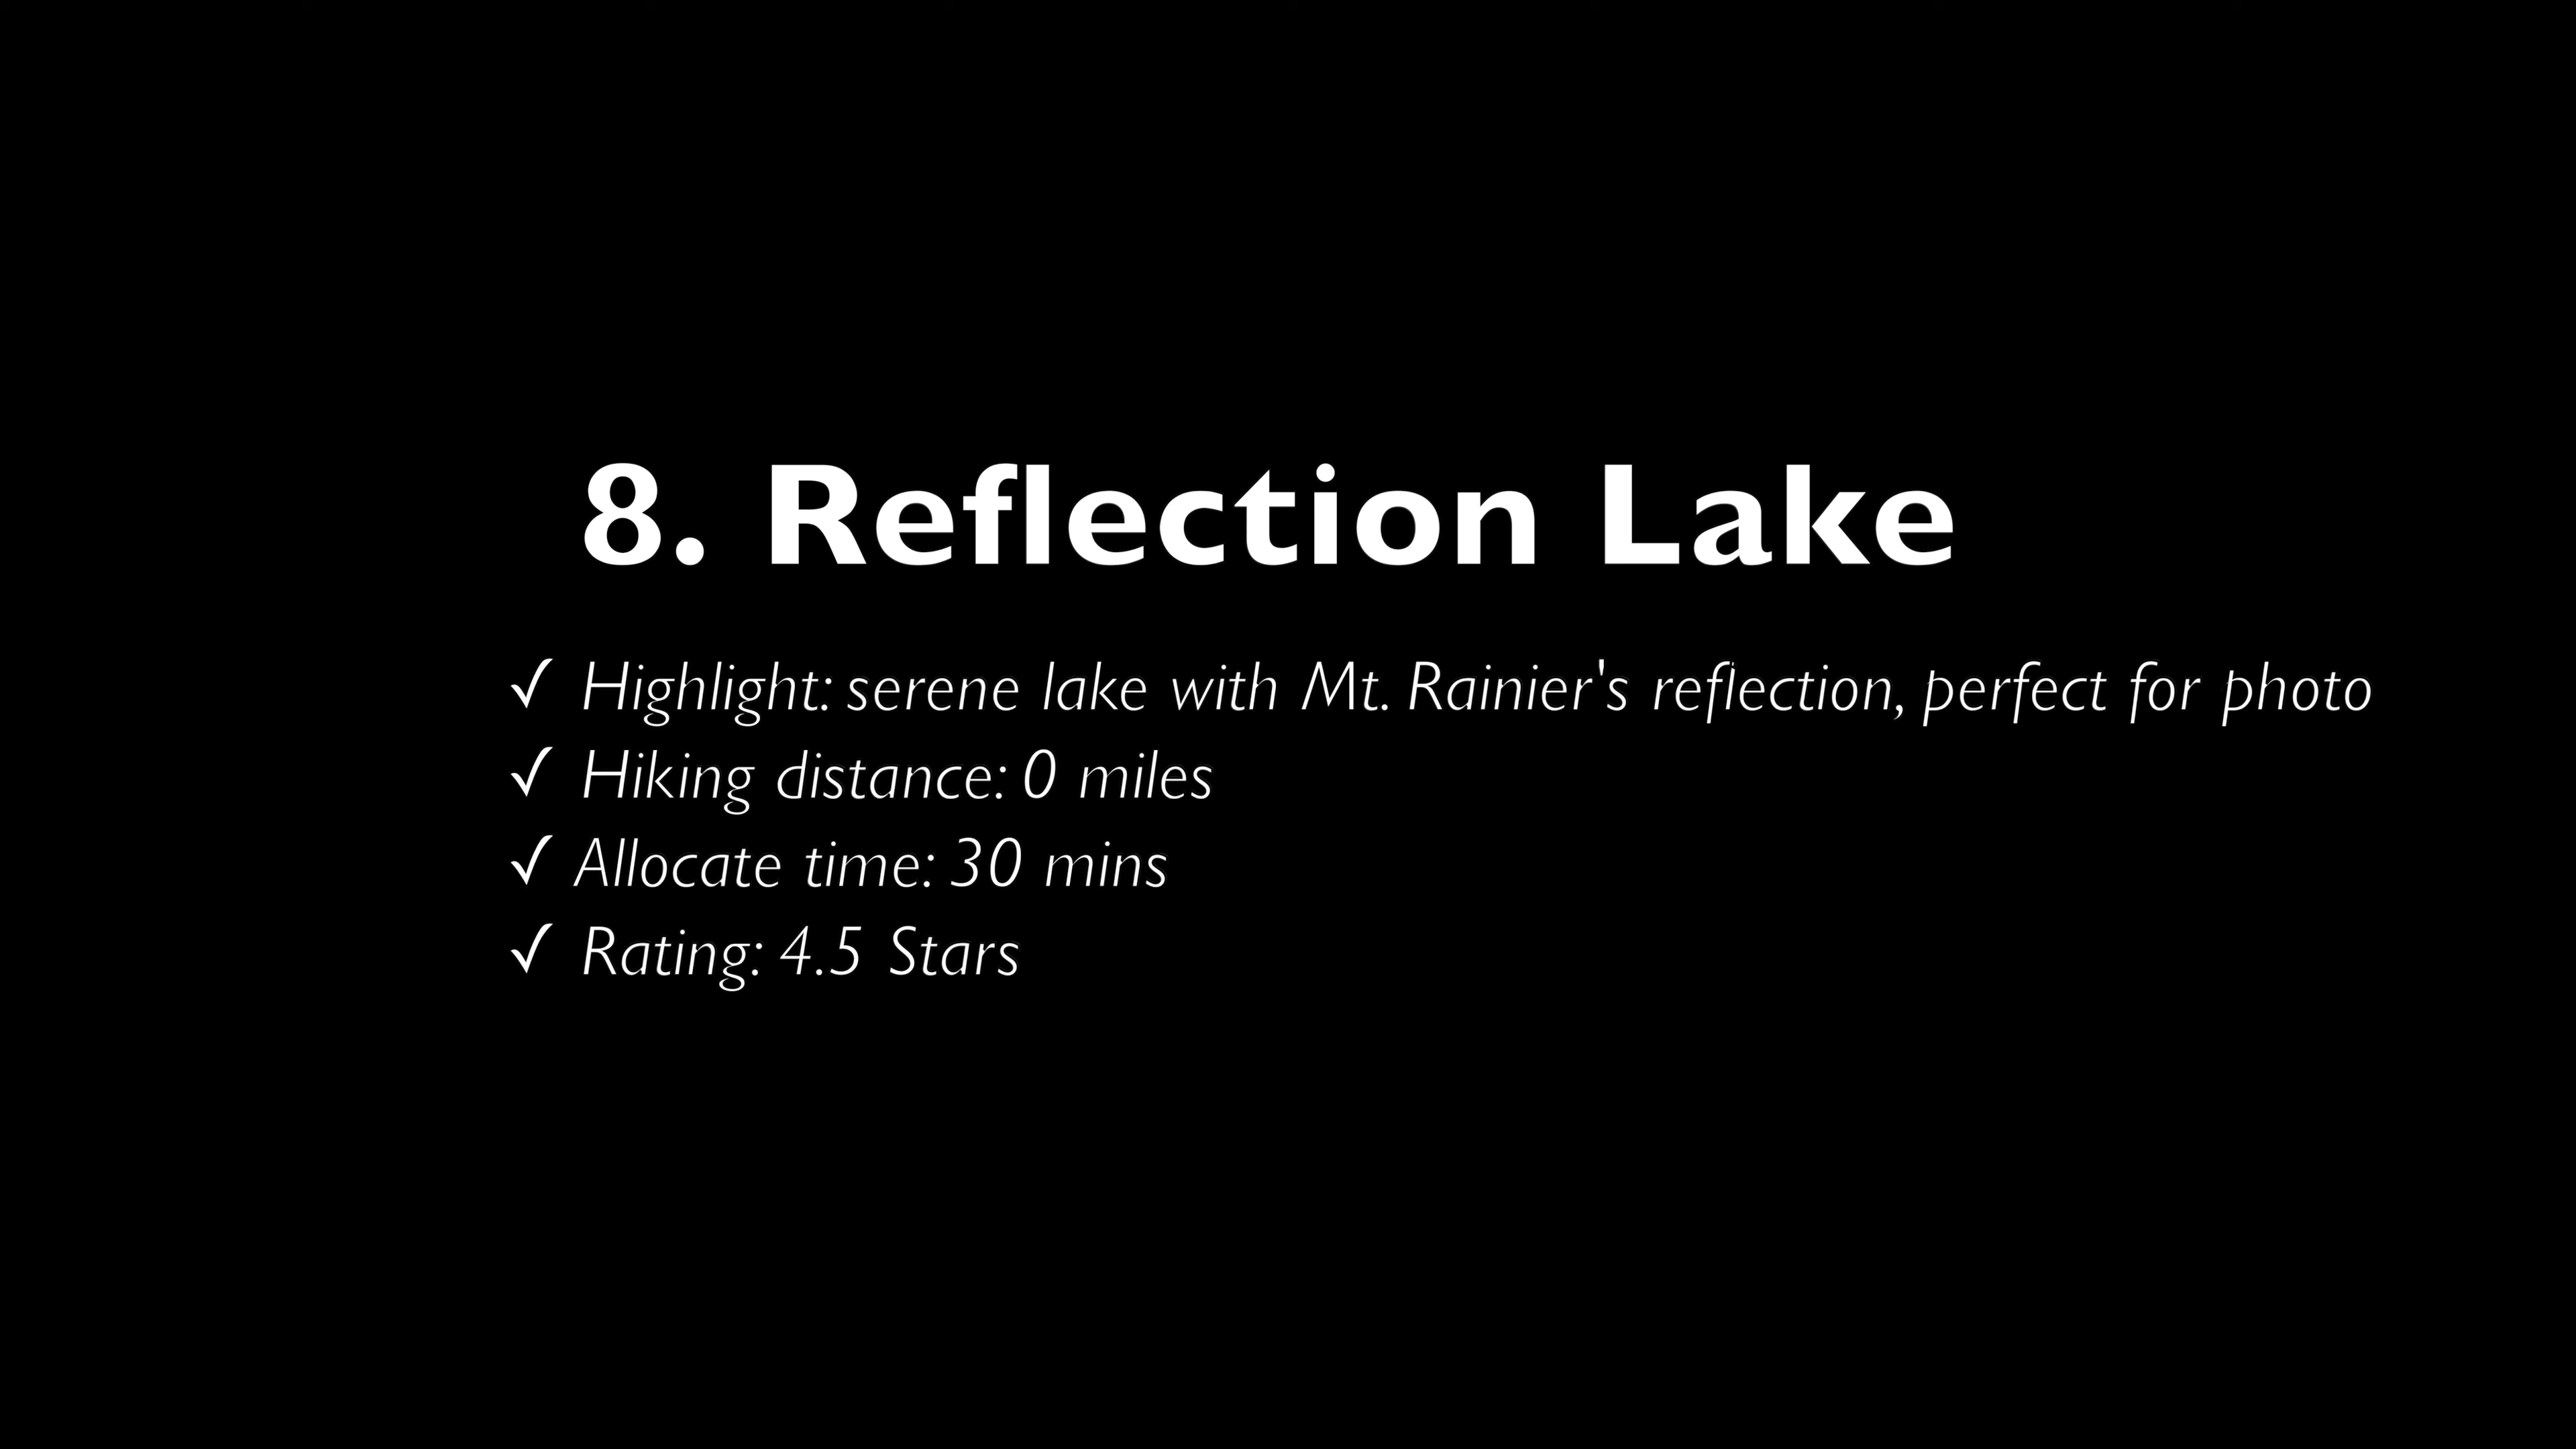 8. Reflection Lake
✓ Highlight: serene lake with Mt. Rainier's reflection, perfect for photo
✓ Hiking distance: 0 miles
✓ Allocate time: 30 mins
✓ Rating: 4.5 Stars